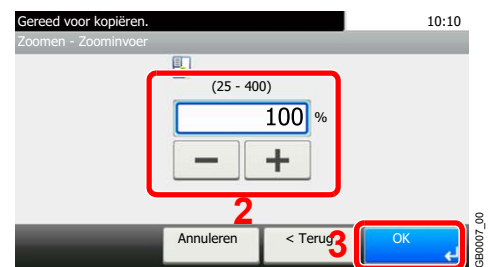 Gereed voor kopiëren. 10:10
Zoomen - Zoominvoer
(25 - 400)
100 %
− +
2
Annuleren < Terug 3 OK
GB0007_00